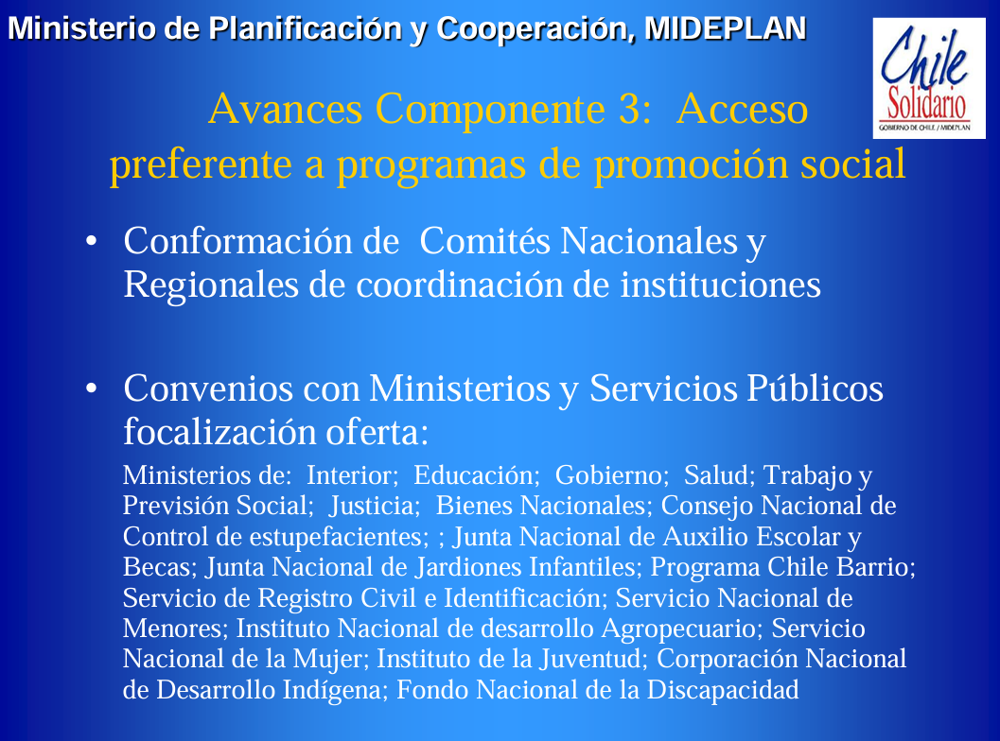 Ministerio de Planificación y Cooperación, MIDEPLAN
Chile
Solidario
GOBIERNO DE CHILE / MIDEPLAN
Avances Componente 3:  Acceso
preferente a programas de promoción social
• Conformación de  Comités Nacionales y
Regionales de coordinación de instituciones
• Convenios con Ministerios y Servicios Públicos
focalización oferta:
Ministerios de:  Interior;  Educación;  Gobierno;  Salud; Trabajo y
Previsión Social;  Justicia;  Bienes Nacionales; Consejo Nacional de
Control de estupefacientes; ; Junta Nacional de Auxilio Escolar y
Becas; Junta Nacional de Jardiones Infantiles; Programa Chile Barrio;
Servicio de Registro Civil e Identificación; Servicio Nacional de
Menores; Instituto Nacional de desarrollo Agropecuario; Servicio
Nacional de la Mujer; Instituto de la Juventud; Corporación Nacional
de Desarrollo Indígena; Fondo Nacional de la Discapacidad